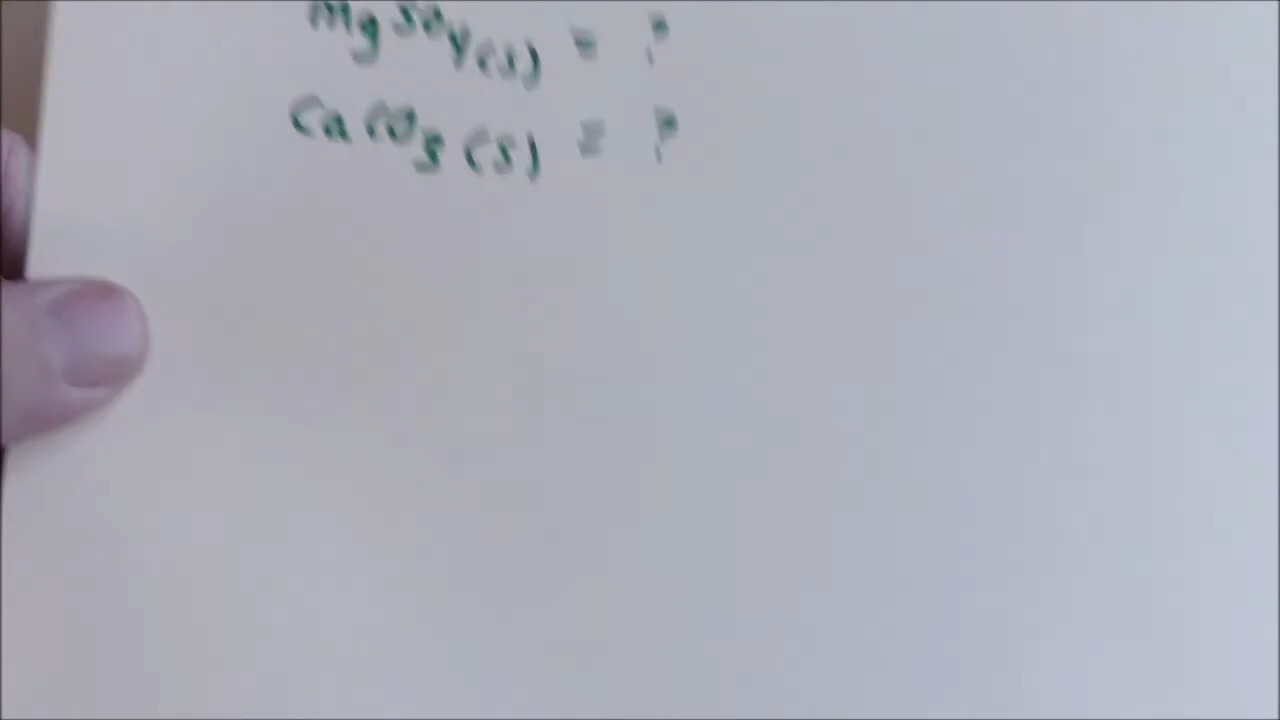 MgSO4(s) = ?
CaCO3(s) = ?